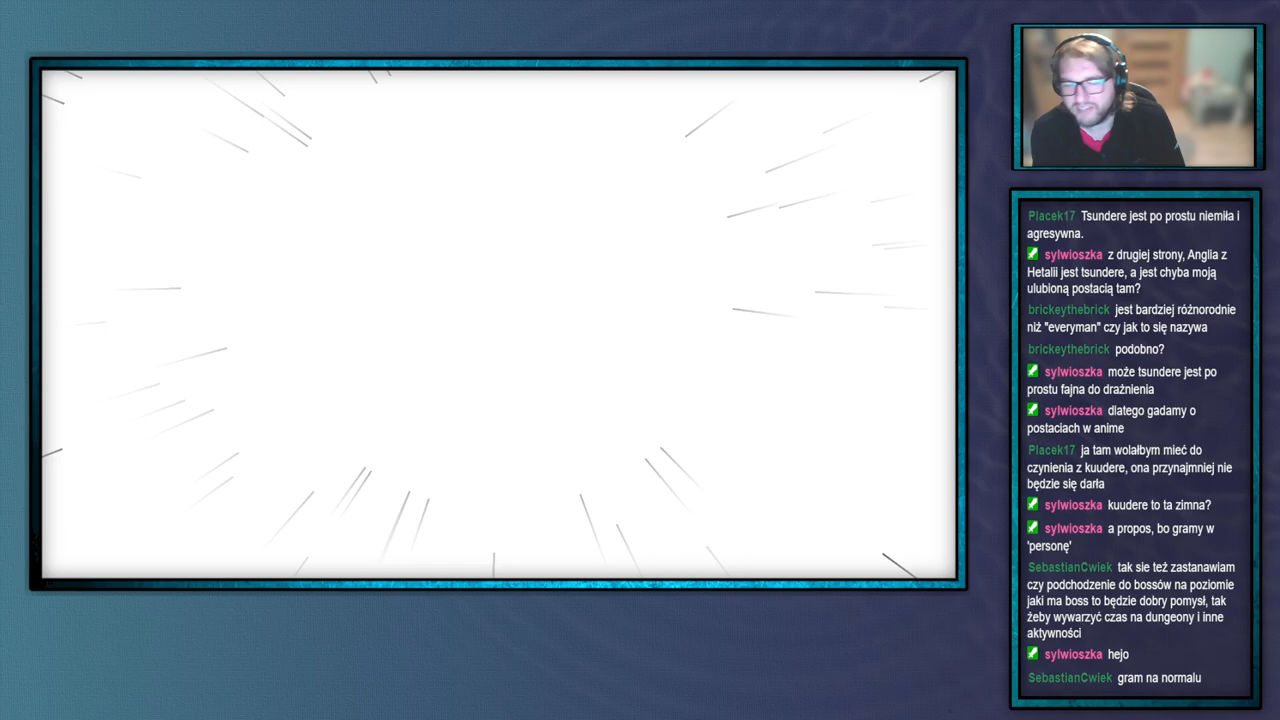 Placek17 Tsundere jest po prostu niemiła i
agresywna.
sylwioszka z drugiej strony, Anglia z
Hetalii jest tsundere, a jest chyba moją
ulubioną postacią tam?
brickeythebrick jest bardziej różnorodnie
niż "everyman" czy jak to się nazywa
brickeythebrick podobno?
sylwioszka może tsundere jest po
prostu fajna do drażnienia
sylwioszka dlatego gadamy o
postaciach w anime
Placek17 ja tam wolałbym mieć do
czynienia z kuudere, ona przynajmniej nie
będzie się darła
sylwioszka kuudere to ta zimna?
sylwioszka a propos, bo gramy w
'personę'
SebastianCwiek tak sie też zastanawiam
czy podchodzenie do bossów na poziomie
jaki ma boss to będzie dobry pomysł, tak
żeby wywarzyć czas na dungeony i inne
aktywności
sylwioszka hejo
SebastianCwiek gram na normalu